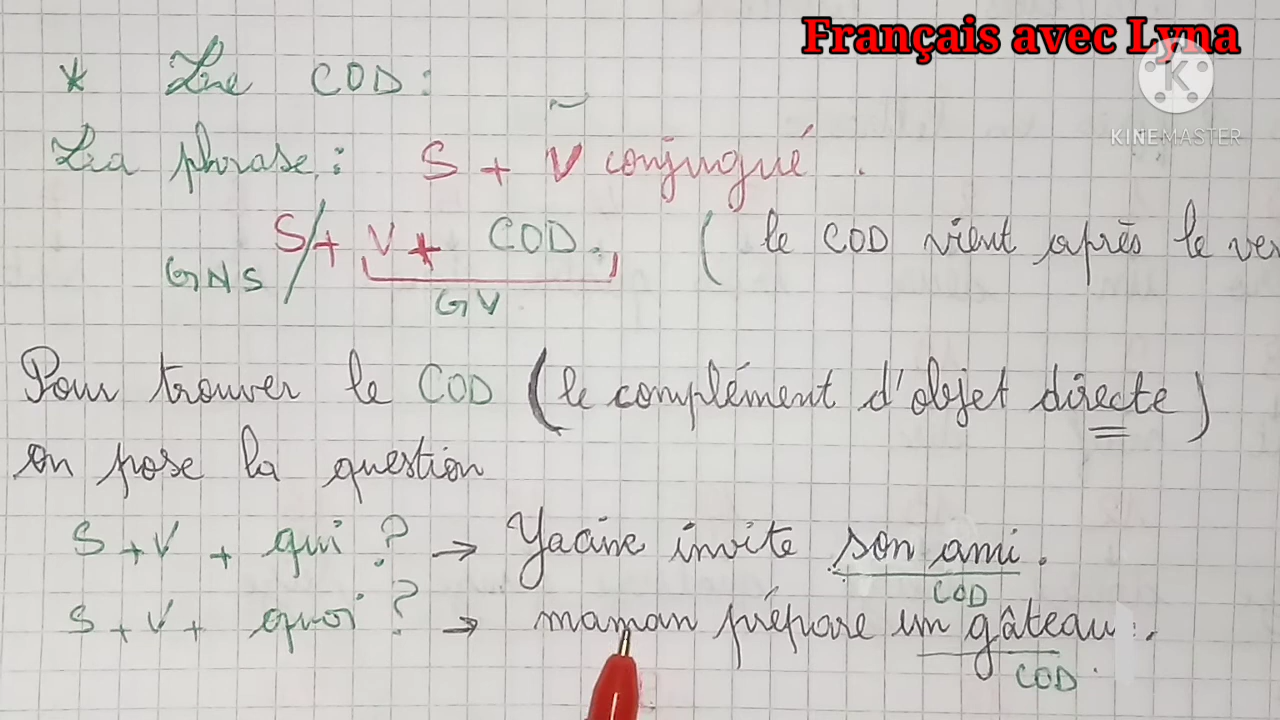 Français avec Lyna
KINEMASTER
* Le COD :
La phrase : S + V conjugué .
S/+ V + COD. ( le COD vient après le ver
GNS GV
Pour trouver le COD ( le complément d'objet directe )
on pose la question
S + V + qui ? → Yacine invite son ami .
COD
S + V + quoi ? → maman prépare un gâteau .
COD